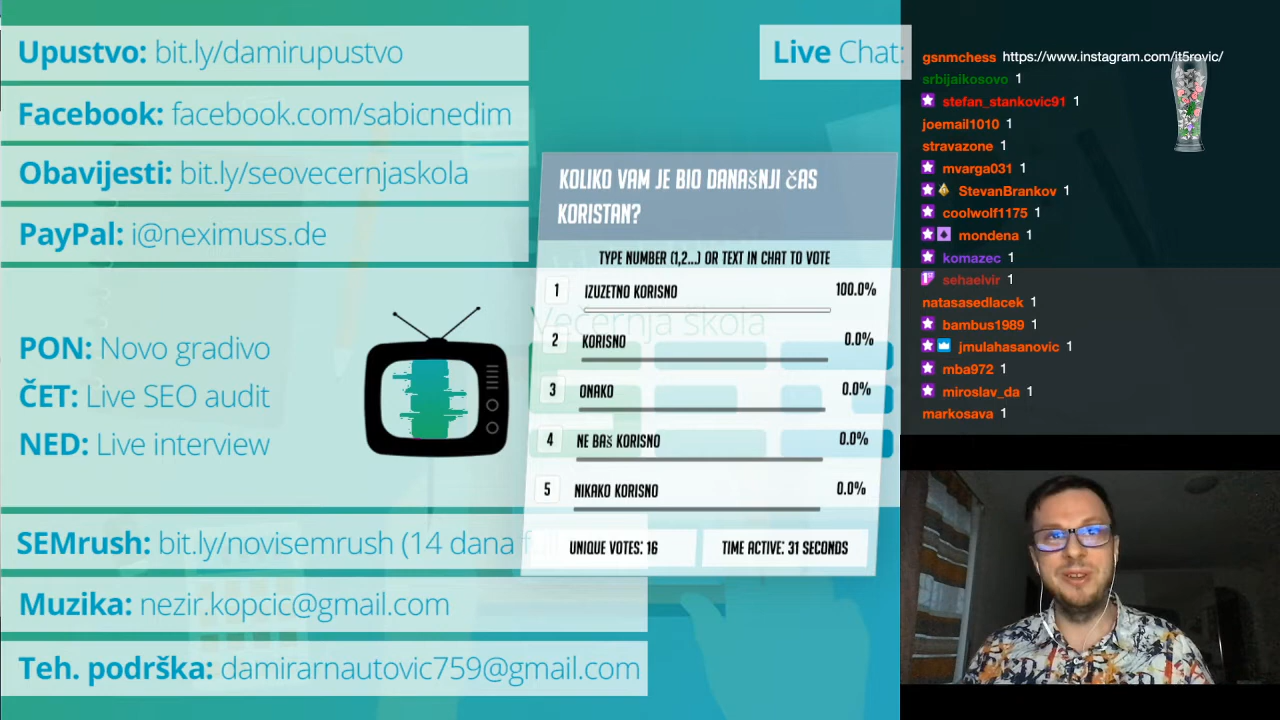 Upustvo: bit.ly/damirupustvo
Facebook: facebook.com/sabicnedim
Obavijesti: bit.ly/seovecernjaskola
PayPal: i@neximuss.de
PON: Novo gradivo
ČET: Live SEO audit
NED: Live interview
SEMrush: bit.ly/novisemrush (14 dana
Muzika: nezir.kopcic@gmail.com
Teh. podrška: damirarnautovic759@gmail.com
Live Chat:
KOLIKO VAM JE BIO DANAŠNJI ČAS
KORISTAN?
TYPE NUMBER (1,2...) OR TEXT IN CHAT TO VOTE
Večernja škola
1 IZUZETNO KORISNO 100.0%
2 KORISNO 0.0%
3 ONAKO 0.0%
4 NE BAŠ KORISNO 0.0%
5 NIKAKO KORISNO 0.0%
UNIQUE VOTES: 16
TIME ACTIVE: 31 SECONDS
gsnmchess https://www.instagram.com/it5rovic/
srbijaikosovo 1
stefan_stankovic91 1
joemail1010 1
stravazone 1
mvarga031 1
StevanBrankov 1
coolwolf1175 1
mondena 1
komazec 1
sehaelvir 1
natasasedlacek 1
bambus1989 1
jmulahasanovic 1
mba972 1
miroslav_da 1
markosava 1